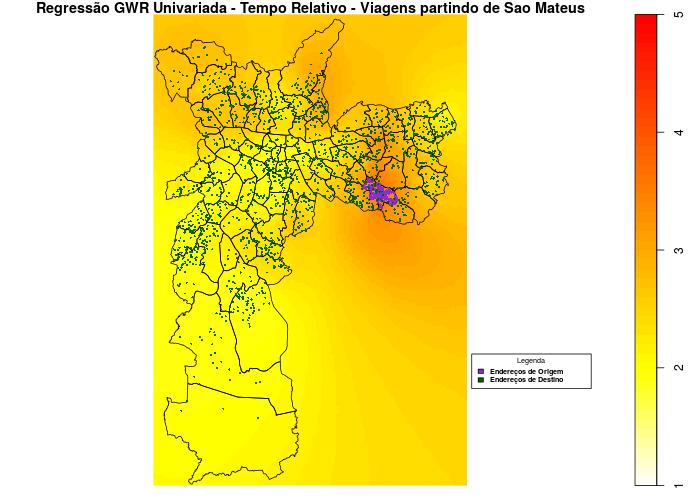 Regressão GWR Univariada - Tempo Relativo - Viagens partindo de Sao Mateus
5
4
3
2
1
Legenda
Endereços de Origem
Endereços de Destino